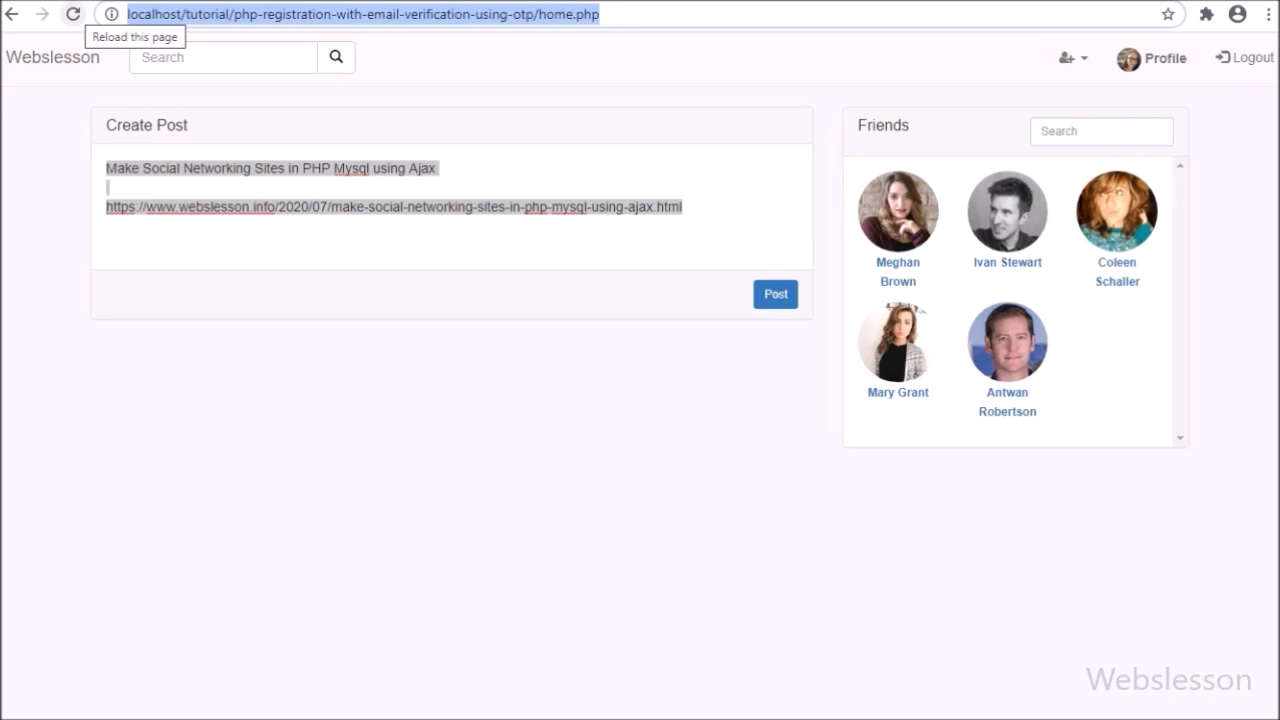 localhost/tutorial/php-registration-with-email-verification-using-otp/home.php
Reload this page
Webslesson
Search
Profile
Logout
Create Post
Make Social Networking Sites in PHP Mysql using Ajax
https://www.webslesson.info/2020/07/make-social-networking-sites-in-php-mysql-using-ajax.html
Post
Friends
Search
Meghan
Brown
Ivan Stewart
Coleen
Schaller
Mary Grant
Antwan
Robertson
Webslesson